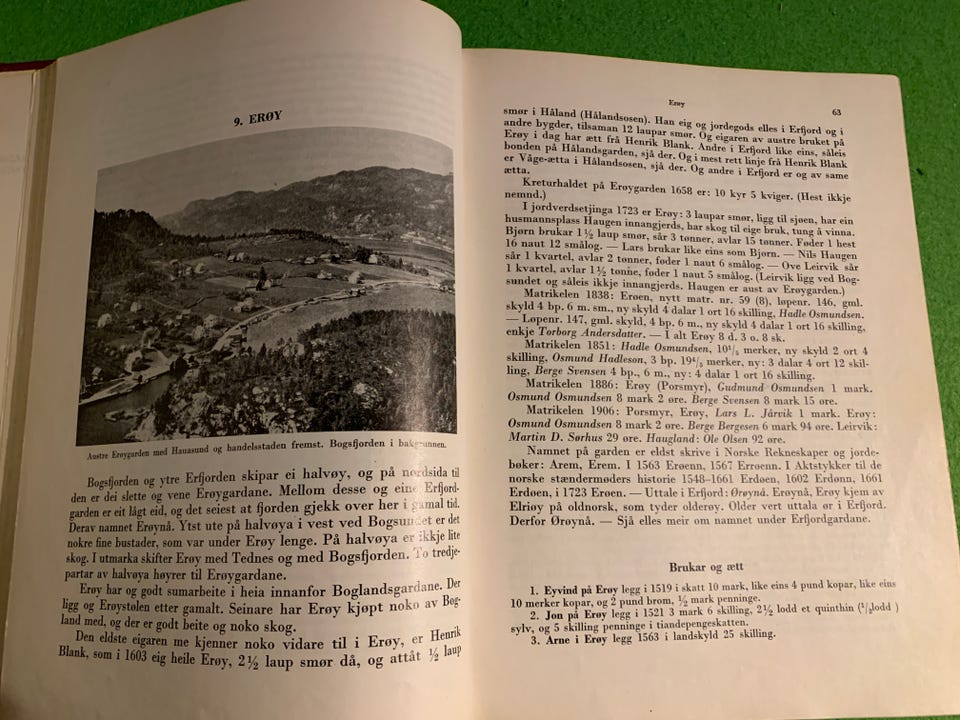 9. ERØY
Austre Erøygarden med Hauasund og handelsstaden fremst. Bogsfjorden i bakgrunnen.
Bogsfjorden og ytre Erfjorden skipar ei halvøy, og på nordsida til
den er dei slette og vene Erøygardane. Mellom desse og eine Erfjord-
garden er eit lågt eid, og det seiest at fjorden gjekk over her i gamal tid.
Derav namnet Erøynå. Ytst ute på halvøya i vest ved Bogsundet er det
nokre fine bustader, som var under Erøy lenge. På halvøya er ikkje lite
skog. I utmarka skifter Erøy med Tednes og med Bogsfjorden. To tredje-
partar av halvøya høyrer til Erøygardane.
Erøy har og godt sumarbeite i heia innanfor Boglandsgardane. Der
ligg og Erøystølen etter gamalt. Seinare har Erøy kjøpt noko av Bog-
land med, og der er godt beite og noko skog.
Den eldste eigaren me kjenner noko vidare til i Erøy, er Henrik
Blank, som i 1603 eig heile Erøy, 2½ laup smør då, og attåt ½ laup
Erøy
63
smør i Håland (Hålandsosen). Han eig og jordegods elles i Erfjord og i
andre bygder, tilsaman 12 laupar smør. Og eigaren av austre bruket på
Erøy i dag har ætt frå Henrik Blank. Andre i Erfjord like eins, såleis
bonden på Hålandsgarden, sjå der. Og i mest rett linje frå Henrik Blank
er Våge-ætta i Hålandsosen, sjå der. Og andre i Erfjord er og av same
ætta.
Kreturhaldet på Erøygarden 1658 er: 10 kyr 5 kviger. (Hest ikkje
nemnd.)
I jordverdsetjinga 1723 er Erøy: 3 laupar smør, ligg til sjøen, har ein
husmannsplass Haugen innangjerds, har skog til eige bruk, tung å vinna.
Bjørn brukar 1½ laup smør, sår 3 tønner, avlar 15 tønner. Føder 1 hest
16 naut 12 smålog. — Lars brukar like eins som Bjørn. — Nils Haugen
sår 1 kvartel, avlar 2 tønner, føder 1 naut 6 smålog. — Ove Leirvik sår
1 kvartel, avlar 1½ tønne, føder 1 naut 5 smålog. (Leirvik ligg ved Bog-
sundet og såleis ikkje innangjerds. Haugen er aust av Erøygarden.)
Matrikelen 1838: Erøen, nytt matr. nr. 59 (8), løpenr. 146, gml.
skyld 4 bp. 6 m. sm., ny skyld 4 dalar 1 ort 16 skilling, Hadle Osmundsen.
— Løpenr. 147, gml. skyld, 4 bp. 6 m., ny skyld 4 dalar 1 ort 16 skilling,
enkje Torborg Andersdatter. — I alt Erøy 8 d. 3 o. 8 sk.
Matrikelen 1851: Hadle Osmundsen, 10¹/₅ merker, ny skyld 2 ort 4
skilling, Osmund Hadleson, 3 bp. 19⁴/₅ merker, ny: 3 dalar 4 ort 12 skil-
ling, Berge Svensen 4 bp., 6 m., ny: 4 dalar 1 ort 16 skilling.
Matrikelen 1886: Erøy (Porsmyr), Gudmund Osmundsen 1 mark.
Osmund Osmundsen 8 mark 2 øre. Berge Svensen 8 mark 15 øre.
Matrikelen 1906: Porsmyr, Erøy, Lars L. Järvik 1 mark. Erøy:
Osmund Osmundsen 8 mark 2 øre. Berge Bergesen 6 mark 94 øre. Leirvik:
Martin D. Sørhus 29 øre. Haugland: Ole Olsen 92 øre.
Namnet på garden er eldst skrive i Norske Rekneskaper og jorde-
bøker: Arem, Erem. I 1563 Erøenn, 1567 Errøenn. I Aktstykker til de
norske stændermøders historie 1548-1661 Erdøen, 1602 Erdønn, 1661
Erdøen, i 1723 Erøen. — Uttale i Erfjord: Ørøynå. Erøynå, Erøy kjem av
Elriøy på oldnorsk, som tyder olderøy. Older vert uttala ør i Erfjord.
Derfor Ørøynå. — Sjå elles meir om namnet under Erfjordgardane.
Brukar og ætt
1. Eyvind på Erøy legg i 1519 i skatt 10 mark, like eins 4 pund kopar, like eins
10 merker kopar, og 2 pund brom, ½ mark penninge.
2. Jon på Erøy legg i 1521 3 mark 6 skilling, 2½ lodd et quinthin (¹/₄lodd )
sylv, og 5 skilling penninge i tiandepengeskatten.
3. Arne i Erøy legg 1563 i landskyld 25 skilling.